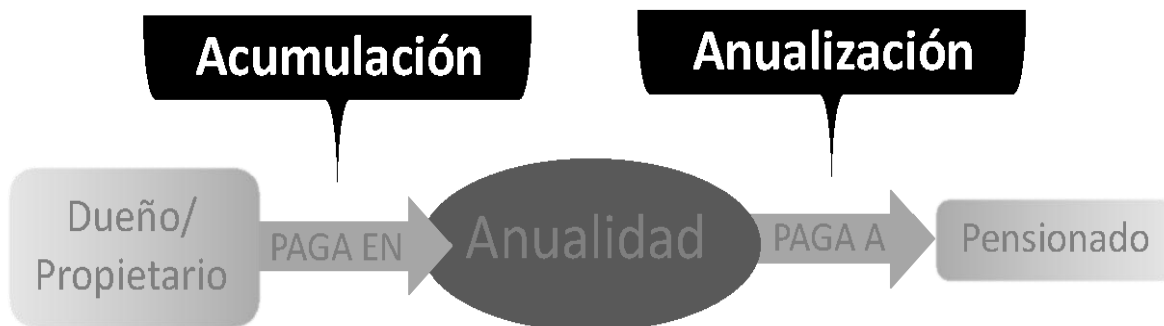 Acumulación
Anualización
Dueño/
Propietario
PAGA EN
Anualidad
PAGA A
Pensionado